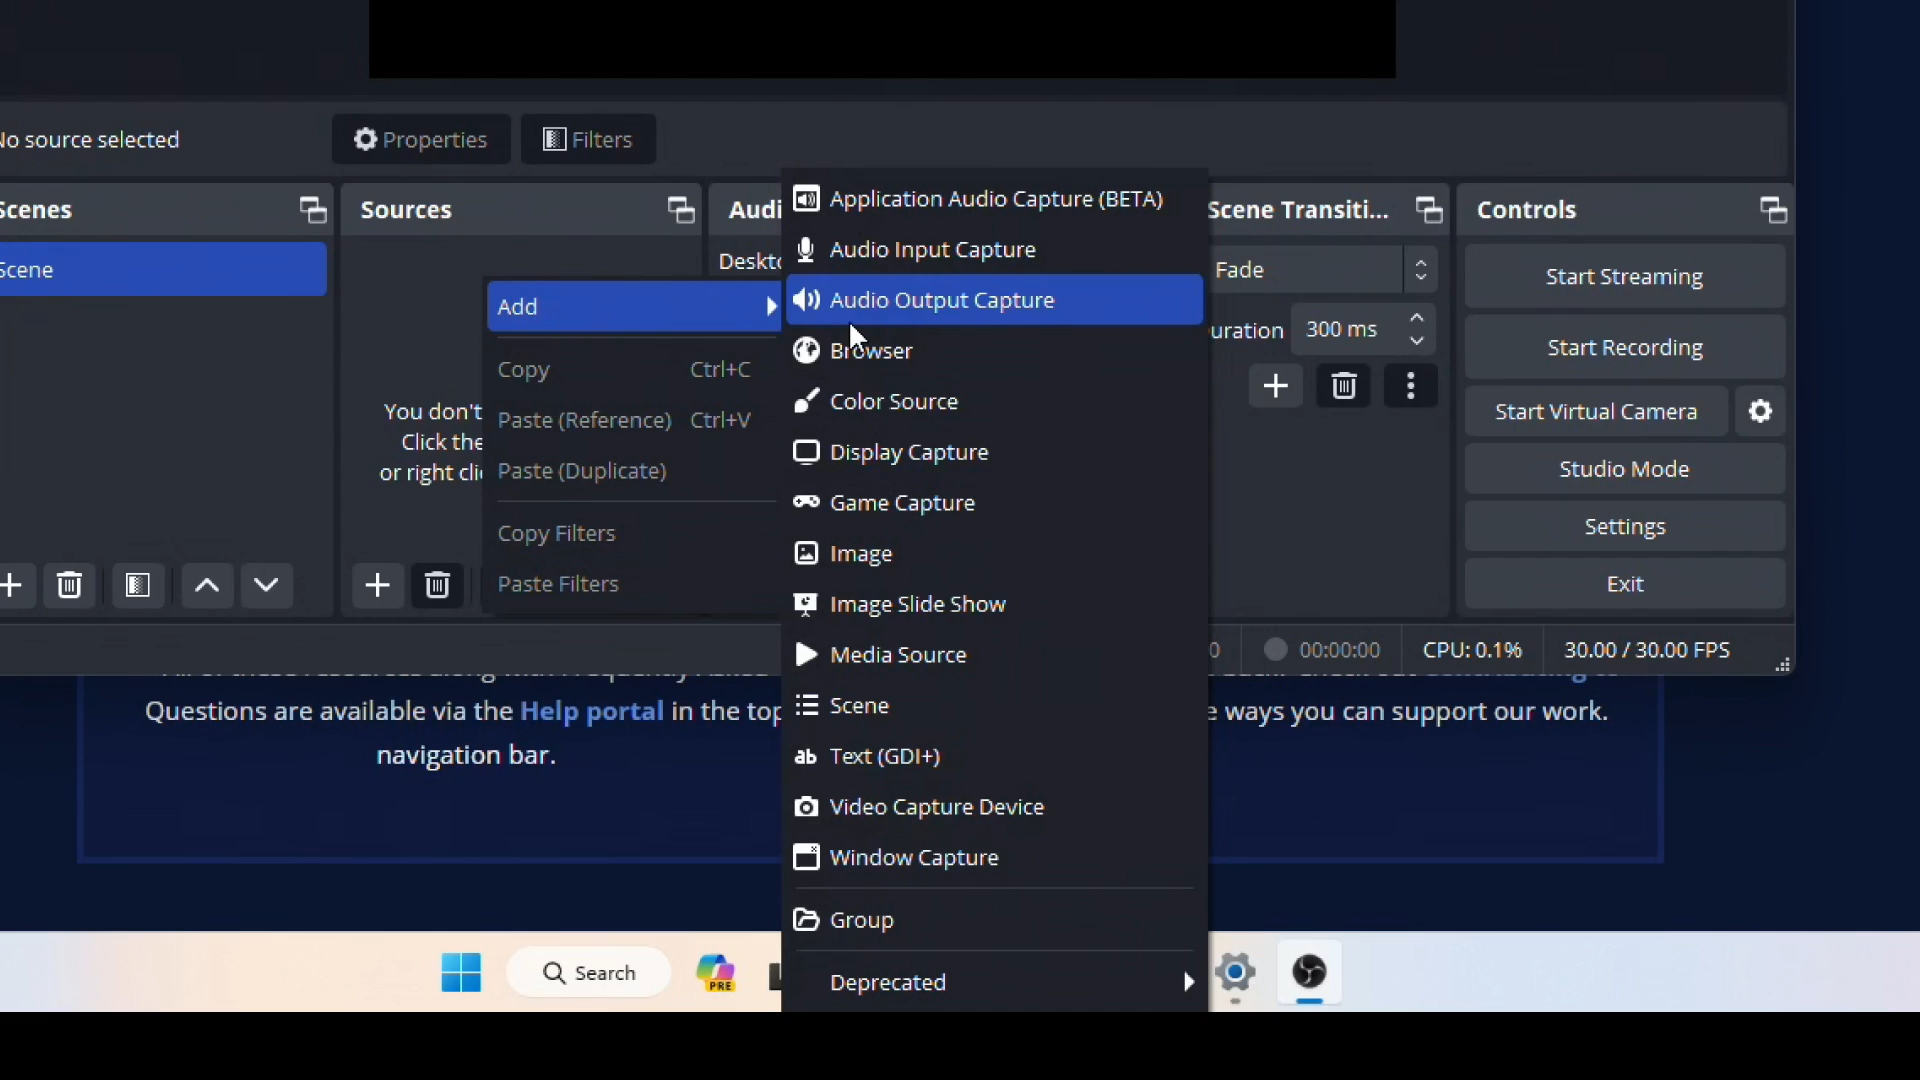 No source selected
Properties
Filters
Scenes
Scene
Sources
You don't
Click the
or right
Desk
Add
Copy Ctrl+C
Paste (Reference) Ctrl+V
Paste (Duplicate)
Copy Filters
Paste Filters
Application Audio Capture (BETA)
Audio Input Capture
Audio Output Capture
Browser
Color Source
Display Capture
Game Capture
Image
Image Slide Show
Media Source
Scene
Text (GDI+)
Video Capture Device
Window Capture
Group
Deprecated
Scene Transiti...
Fade
300 ms
Controls
Start Streaming
Start Recording
Start Virtual Camera
Studio Mode
Settings
Exit
0 00:00:00 CPU: 0.1% 30.00 / 30.00 FPS
Questions are available via the Help portal in the top
navigation bar.
ways you can support our work.
Search
PRE